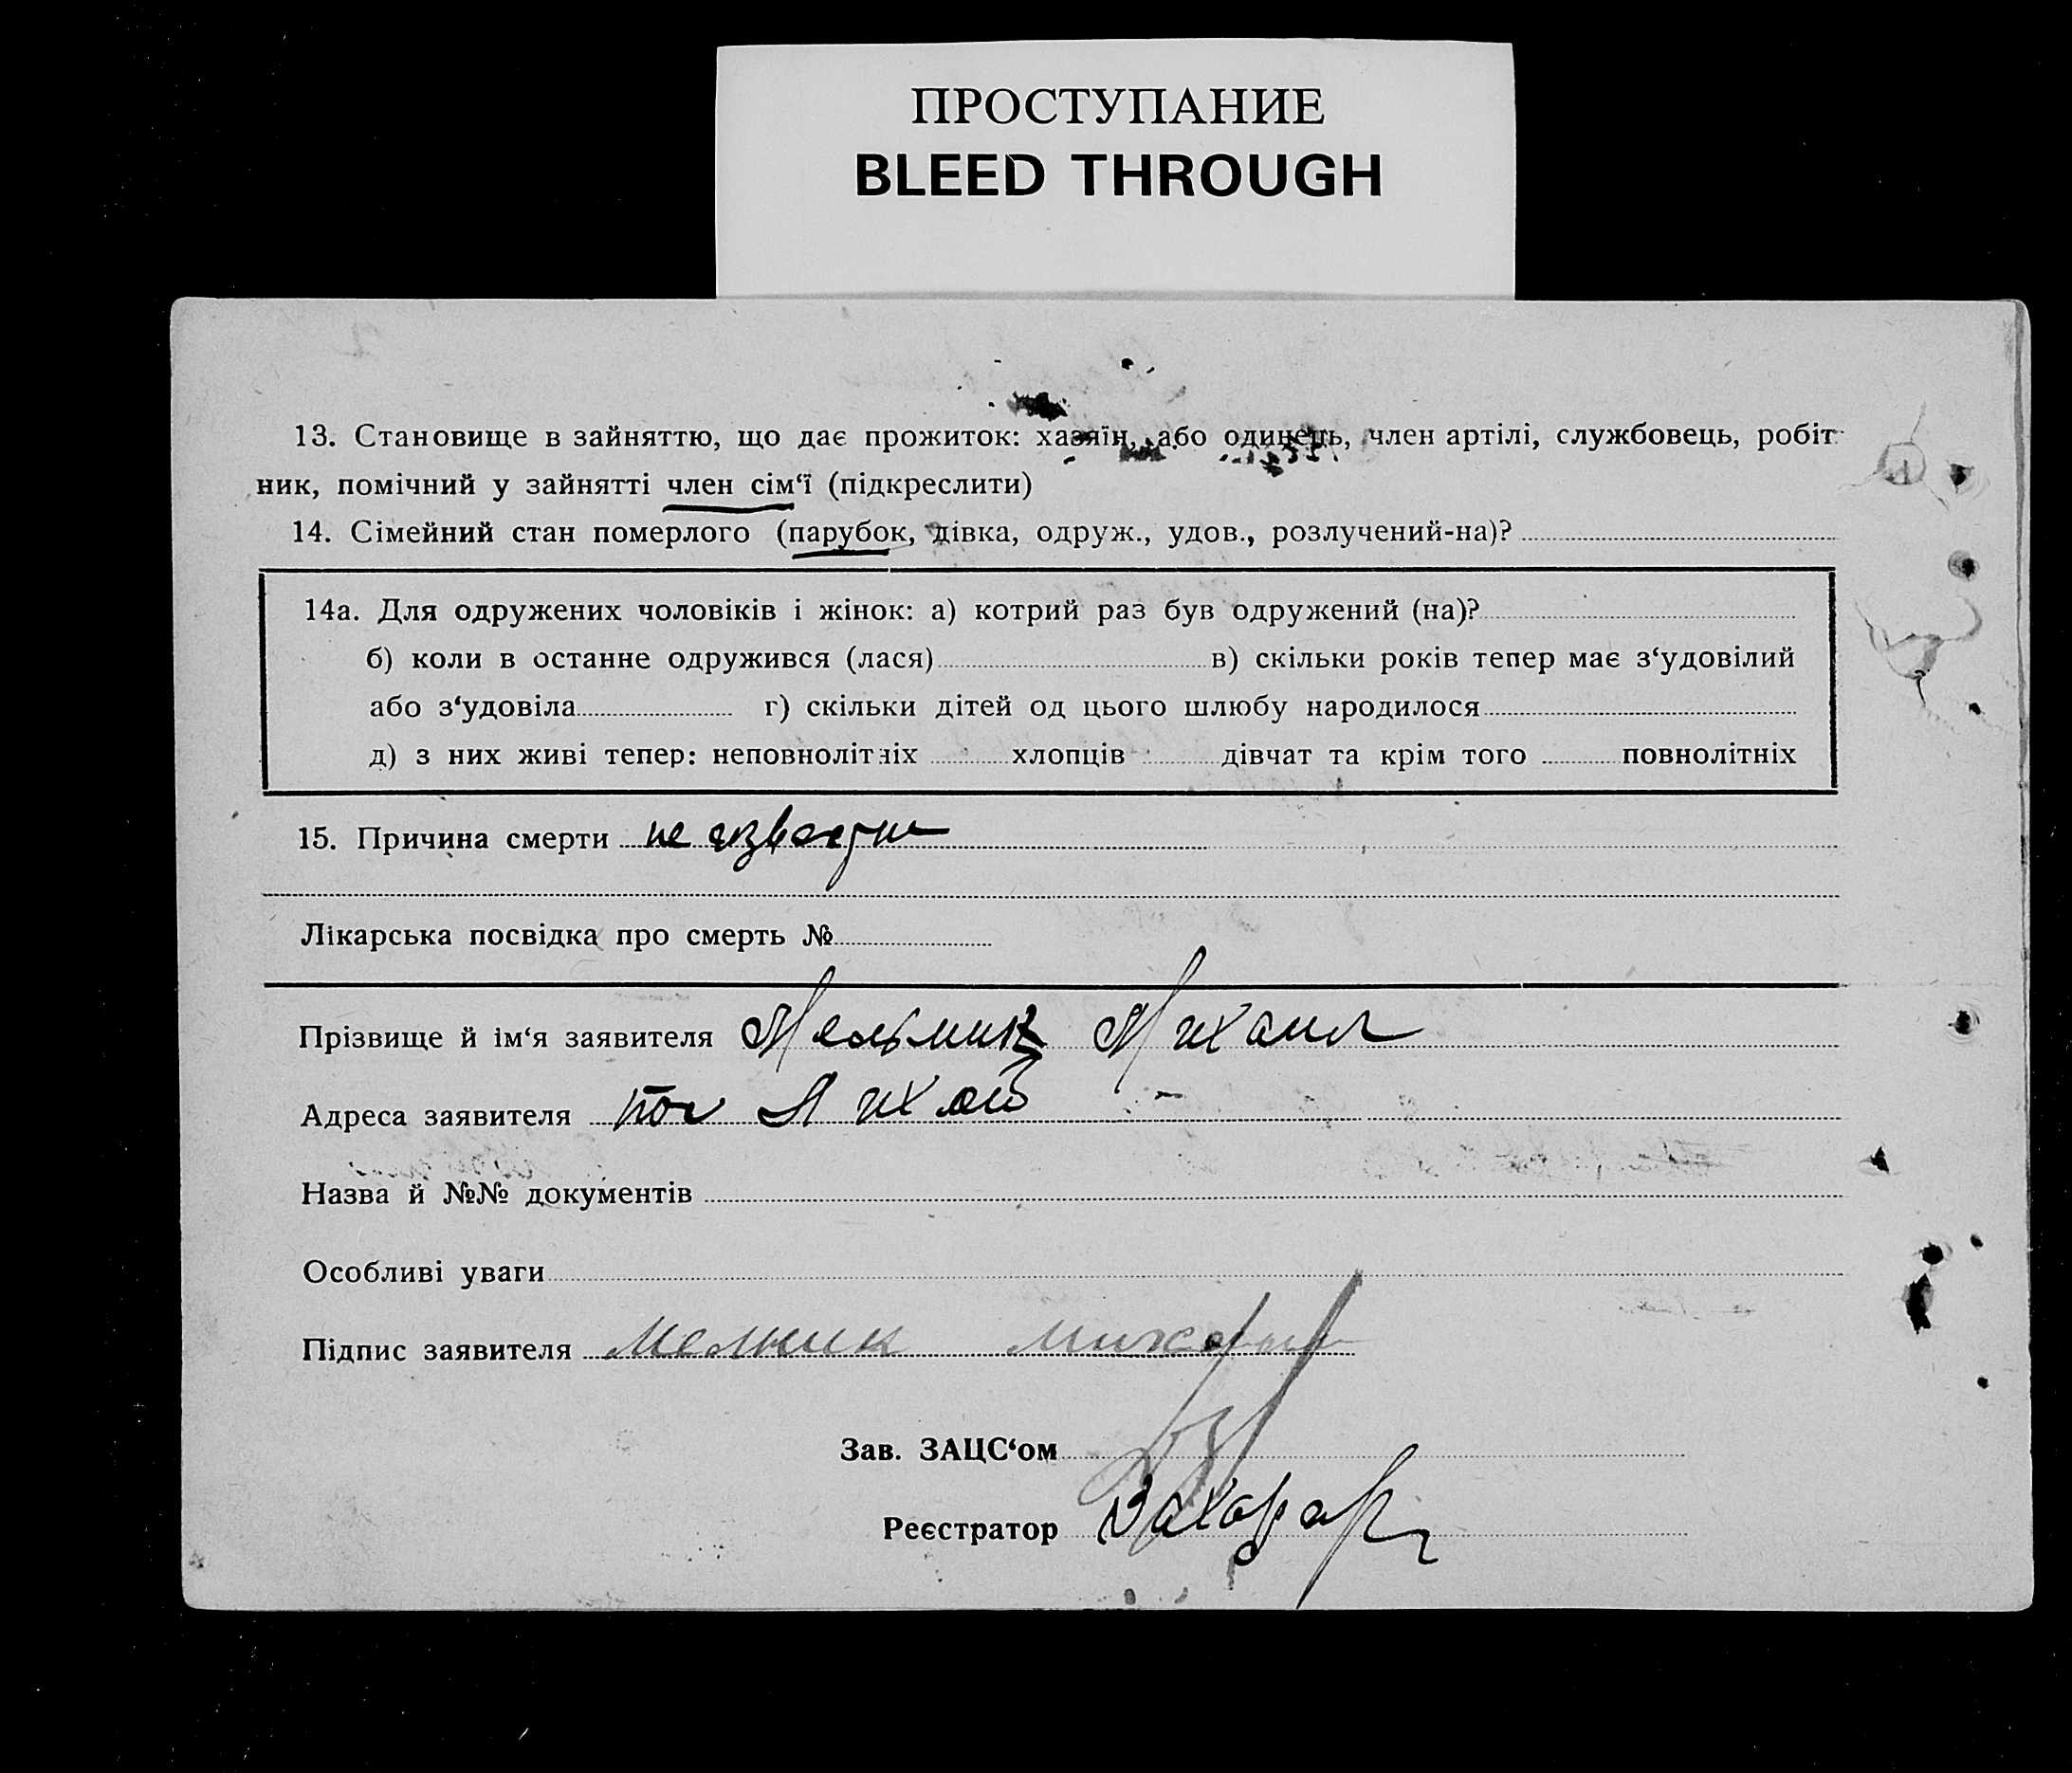 ПРОСТУПАНИЕ
BLEED THROUGH
13. Становище в зайняттю, що дає прожиток: хазяїн, або одинець, член артілі, службовець, робіт
ник, помічний у зайнятті член сім‘ї (підкреслити)
14. Сімейний стан померлого (парубок, дівка, одруж., удов., розлучений-на)?
14а. Для одружених чоловіків і жінок: а) котрий раз був одружений (на)?
б) коли в останне одружився (лася) в) скільки років тепер має з‘удовілий
або з‘удовіла г) скільки дітей од цього шлюбу народилося
д) з них живі тепер: неповнолітніх хлопців дівчат та крім того повнолітніх
15. Причина смерти не
Лікарська посвідка про смерть №
Прізвище й ім‘я заявителя Мельник Михаил
Адреса заявителя
Назва й №№ документів
Особливі уваги
Підпис заявителя Мелник
Зав. ЗАЦС‘ом
Реєстратор